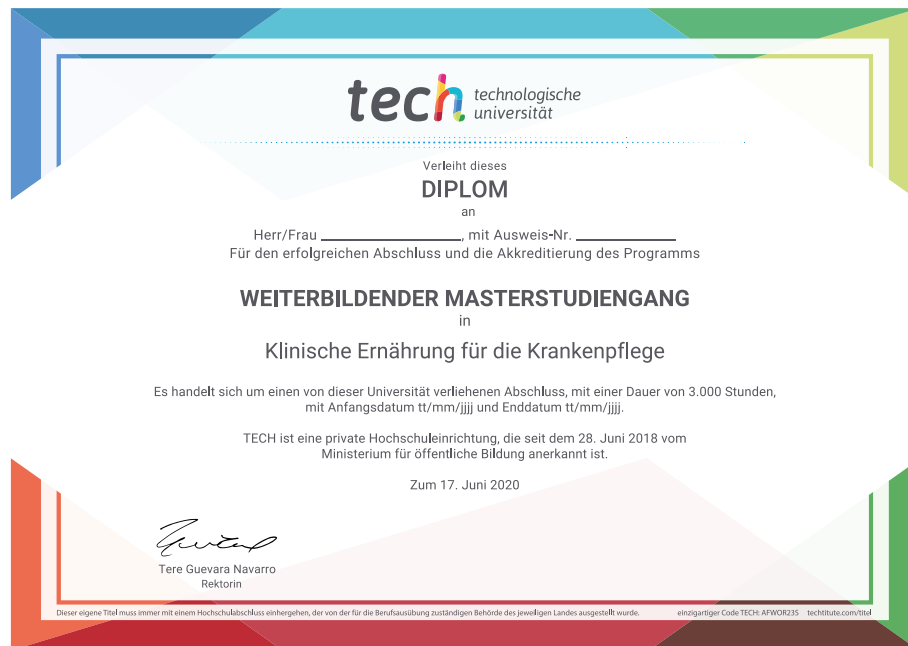 tech technologische
universität
Verleiht dieses
DIPLOM
an
Herr/Frau ____________, mit Ausweis-Nr. ____________
Für den erfolgreichen Abschluss und die Akkreditierung des Programms
WEITERBILDENDER MASTERSTUDIENGANG
in
Klinische Ernährung für die Krankenpflege
Es handelt sich um einen von dieser Universität verliehenen Abschluss, mit einer Dauer von 3.000 Stunden,
mit Anfangsdatum tt/mm/jjjj und Enddatum tt/mm/jjjj.
TECH ist eine private Hochschuleinrichtung, die seit dem 28. Juni 2018 vom
Ministerium für öffentliche Bildung anerkannt ist.
Zum 17. Juni 2020
Tere Guevara Navarro
Rektorin
Dieser eigene Titel muss immer mit einem Hochschulabschluss einhergehen, der von der für die Berufsausübung zuständigen Behörde des jeweiligen Landes ausgestellt wurde. einzigartiger Code TECH: AFWOR23S techtitute.com/titel